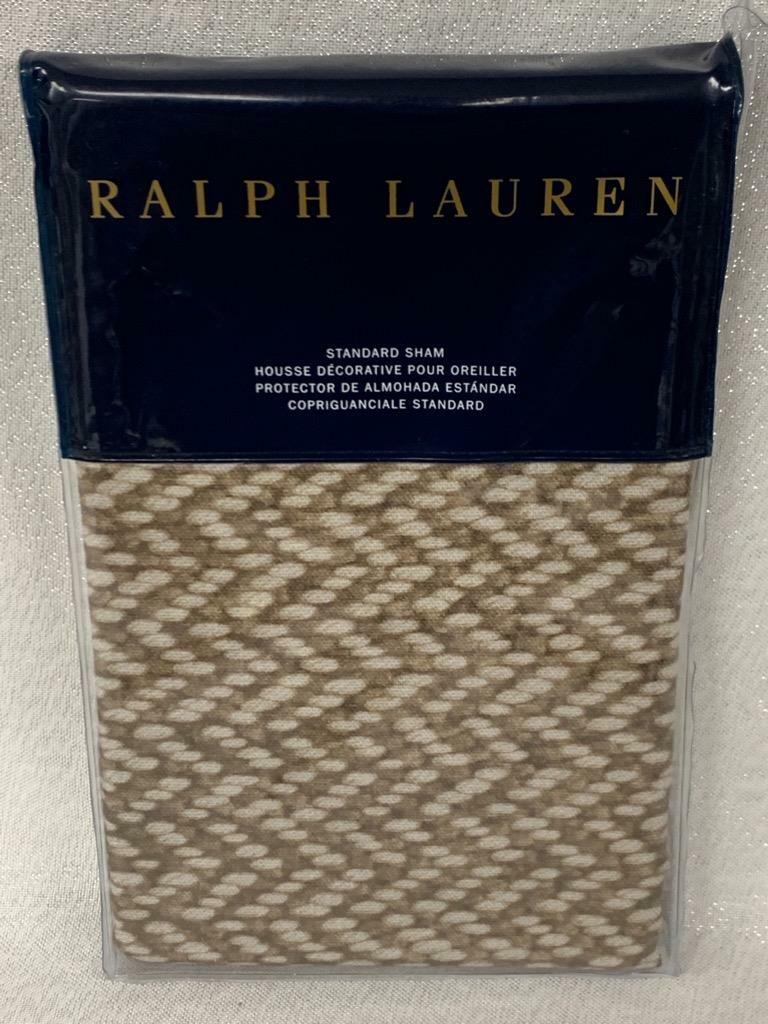 RALPH LAUREN
STANDARD SHAM
HOUSSE DÉCORATIVE POUR OREILLER
PROTECTOR DE ALMOHADA ESTÁNDAR
COPRIGUANCIALE STANDARD